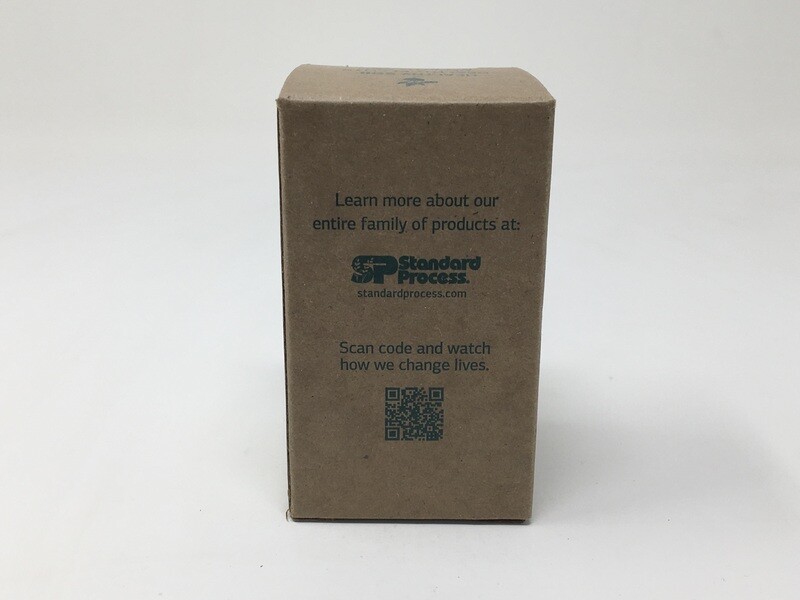 Learn more about our
entire family of products at:
SP Standard
Process.
standardprocess.com
Scan code and watch
how we change lives.